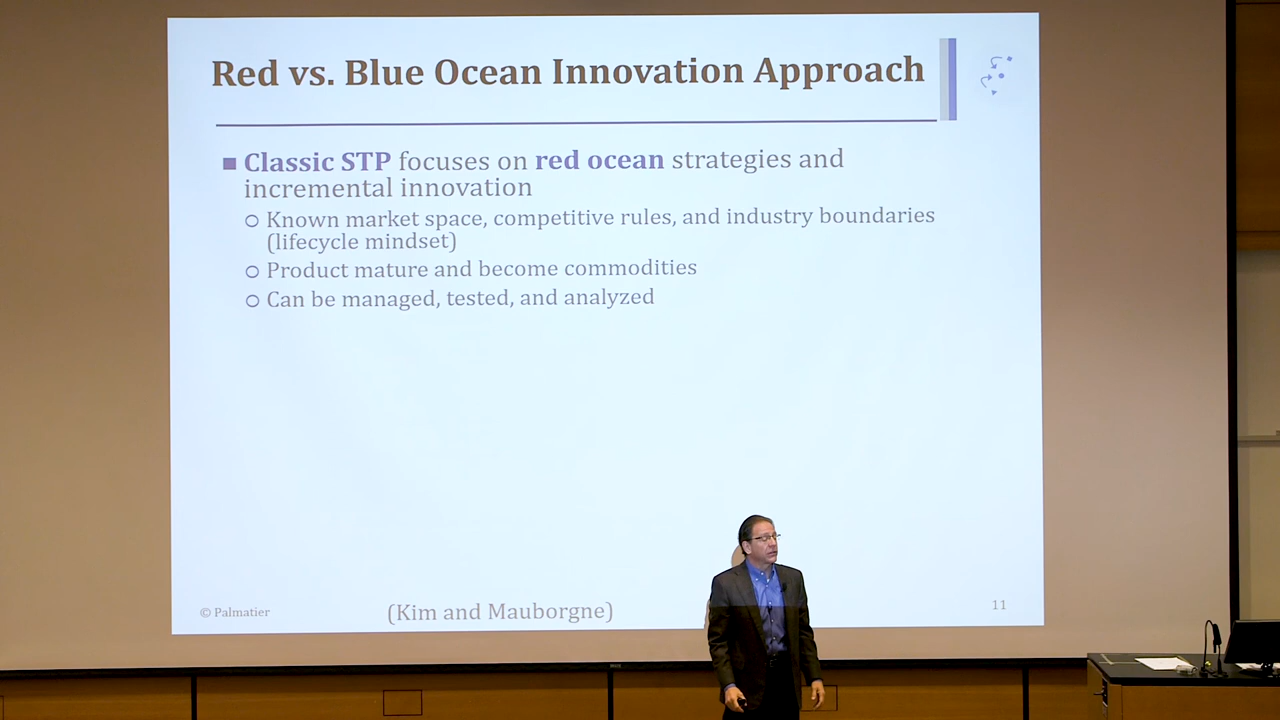 Red vs. Blue Ocean Innovation Approach
Classic STP focuses on red ocean strategies and
incremental innovation
Known market space, competitive rules, and industry boundaries
(lifecycle mindset)
Product mature and become commodities
Can be managed, tested, and analyzed
© Palmatier
(Kim and Mauborgne)
11